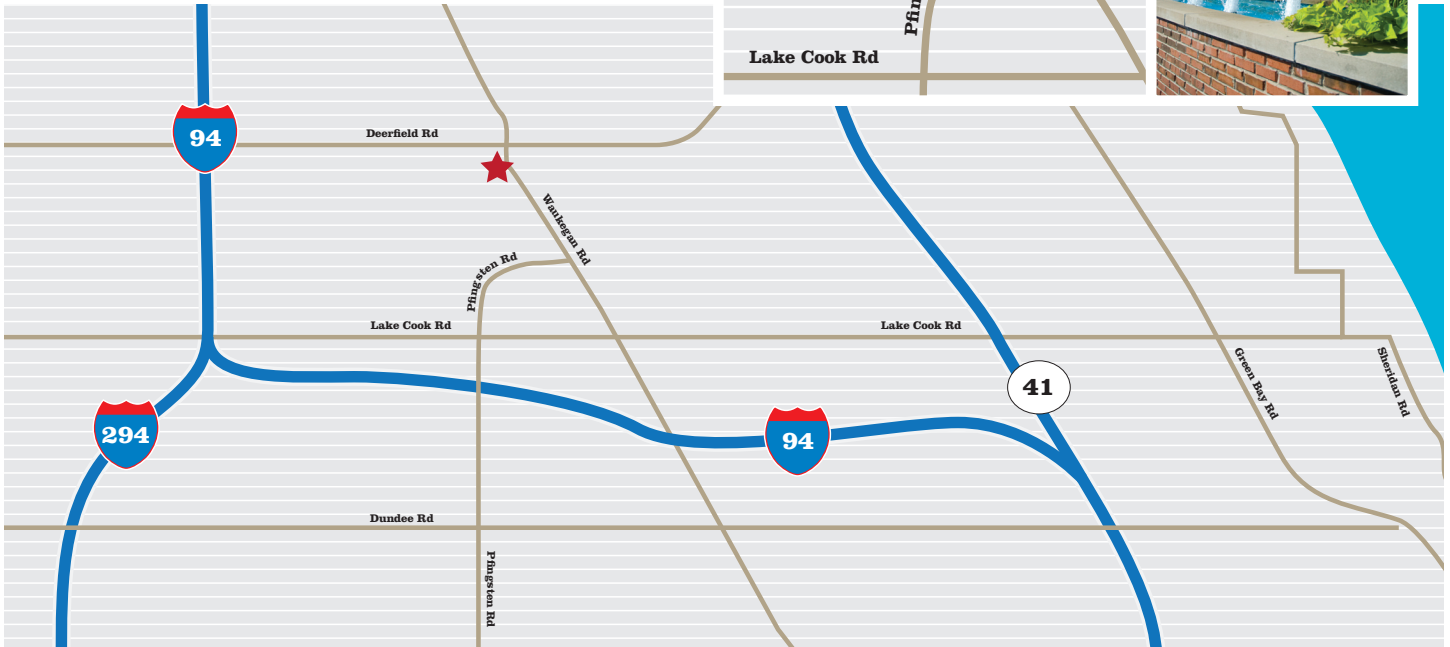 Pfin
Lake Cook Rd
94
Deerfield Rd
Waukegan Rd
Pfingsten Rd
Lake Cook Rd
Lake Cook Rd
Green Bay Rd
Sheridan Rd
41
294
94
Dundee Rd
Pfingsten Rd